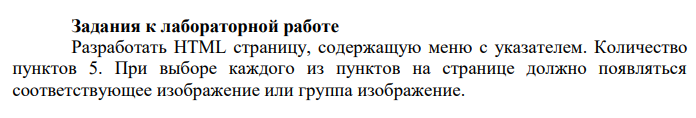 Задания к лабораторной работе
Разработать HTML страницу, содержащую меню с указателем. Количество
пунктов 5. При выборе каждого из пунктов на странице должно появляться
соответствующее изображение или группа изображение.